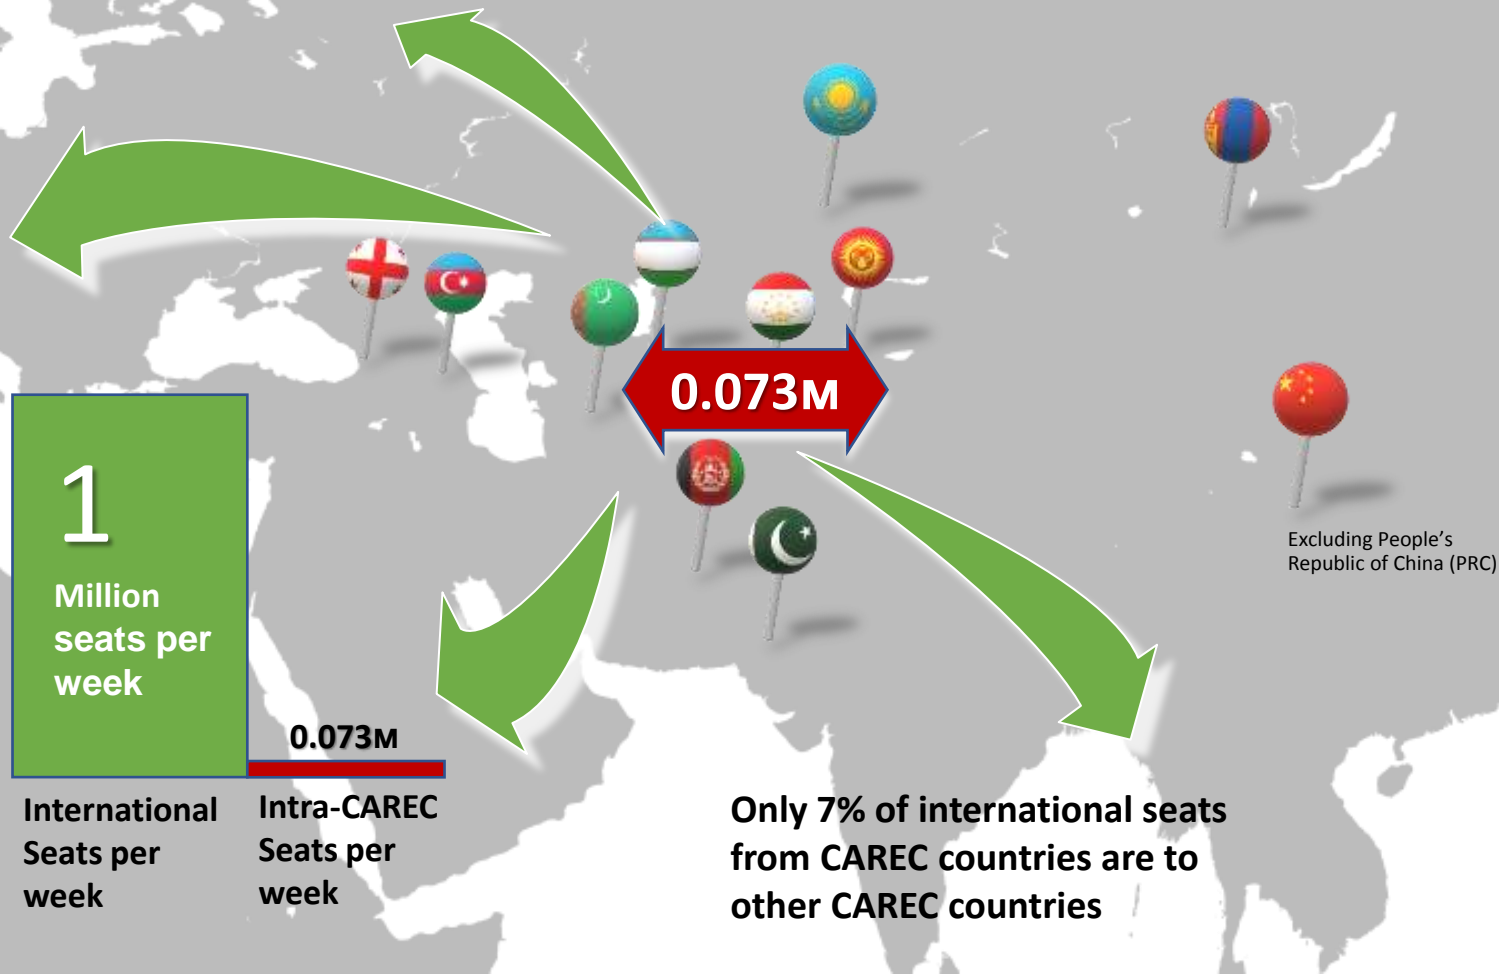 0.073M
1
Million
seats per
week
0.073M
International
Seats per
week
Intra-CAREC
Seats per
week
Excluding People's
Republic of China (PRC)
Only 7% of international seats
from CAREC countries are to
other CAREC countries